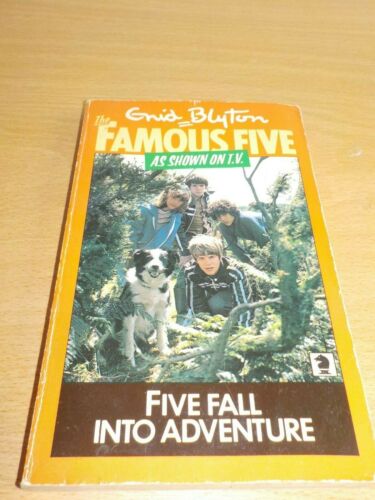 Enid Blyton
The
FAMOUS FIVE
AS SHOWN ON T.V.
FIVE FALL
INTO ADVENTURE